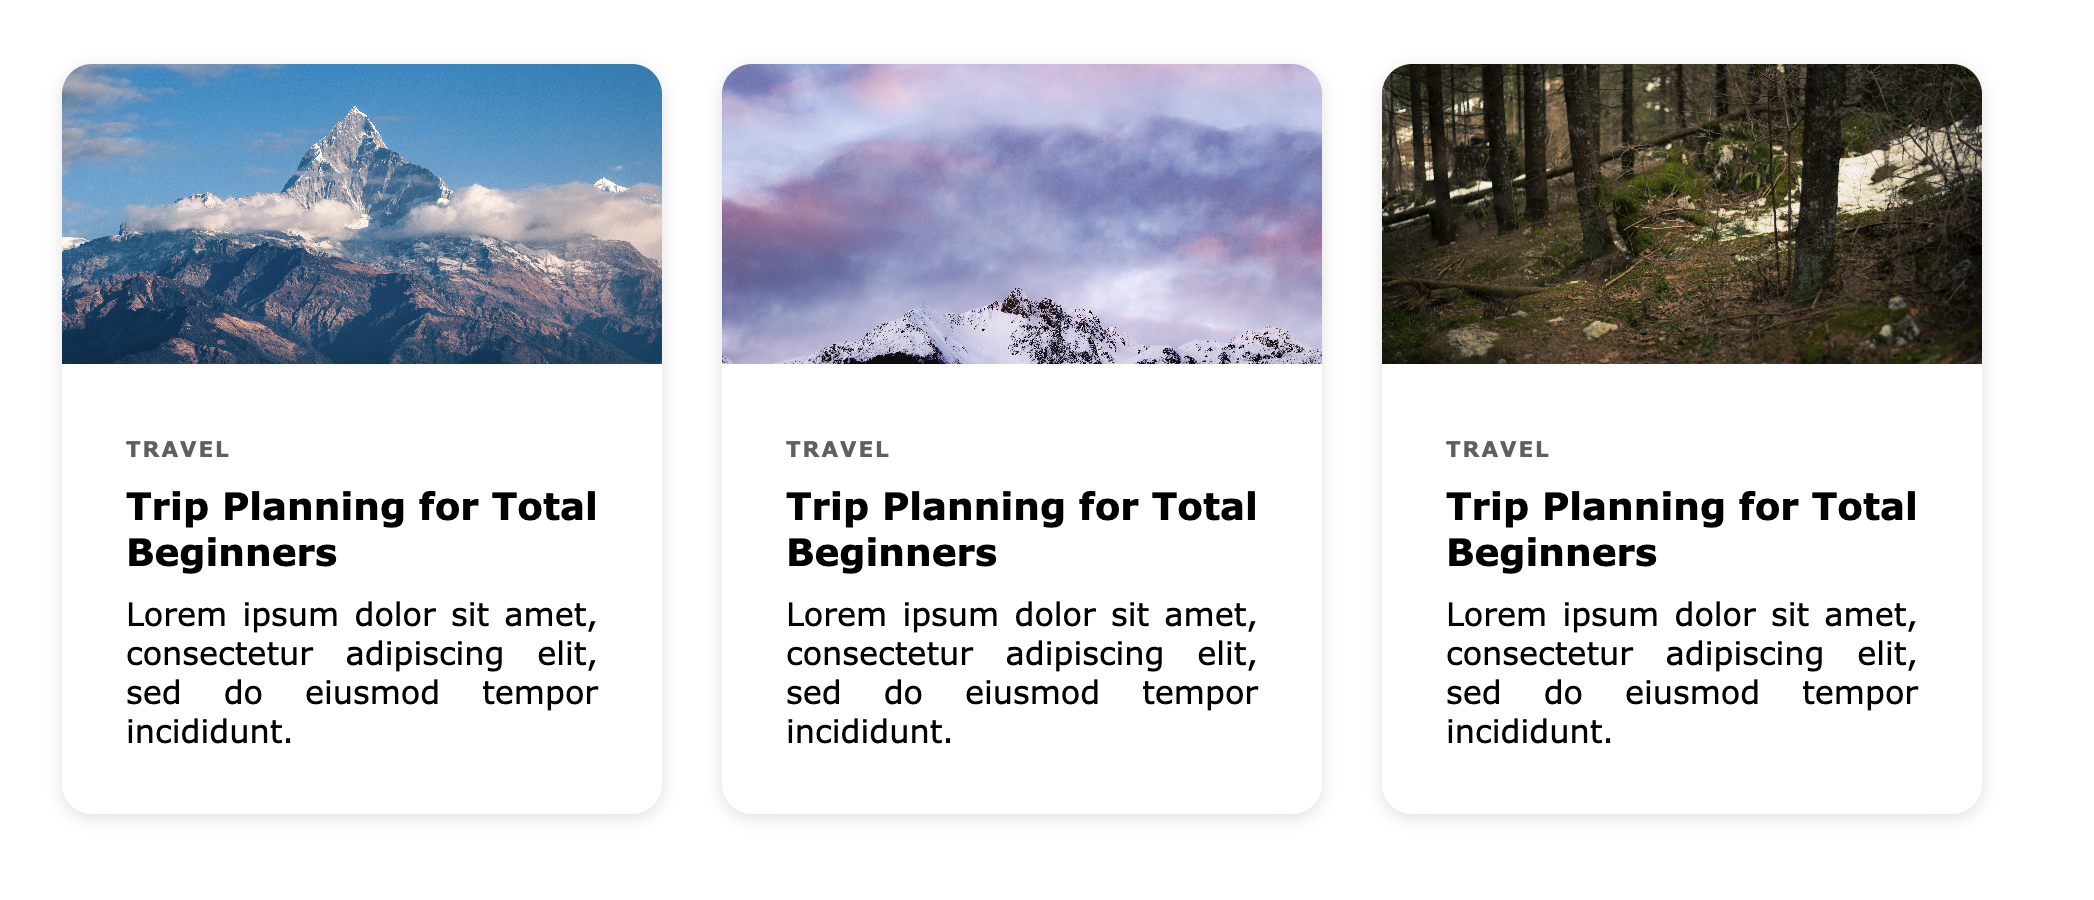 TRAVEL
Trip Planning for Total
Beginners
Lorem ipsum dolor sit amet,
consectetur adipiscing elit,
sed do eiusmod tempor
incididunt.
TRAVEL
Trip Planning for Total
Beginners
Lorem ipsum dolor sit amet,
consectetur adipiscing elit,
sed do eiusmod tempor
incididunt.
TRAVEL
Trip Planning for Total
Beginners
Lorem ipsum dolor sit amet,
consectetur adipiscing elit,
sed do eiusmod tempor
incididunt.